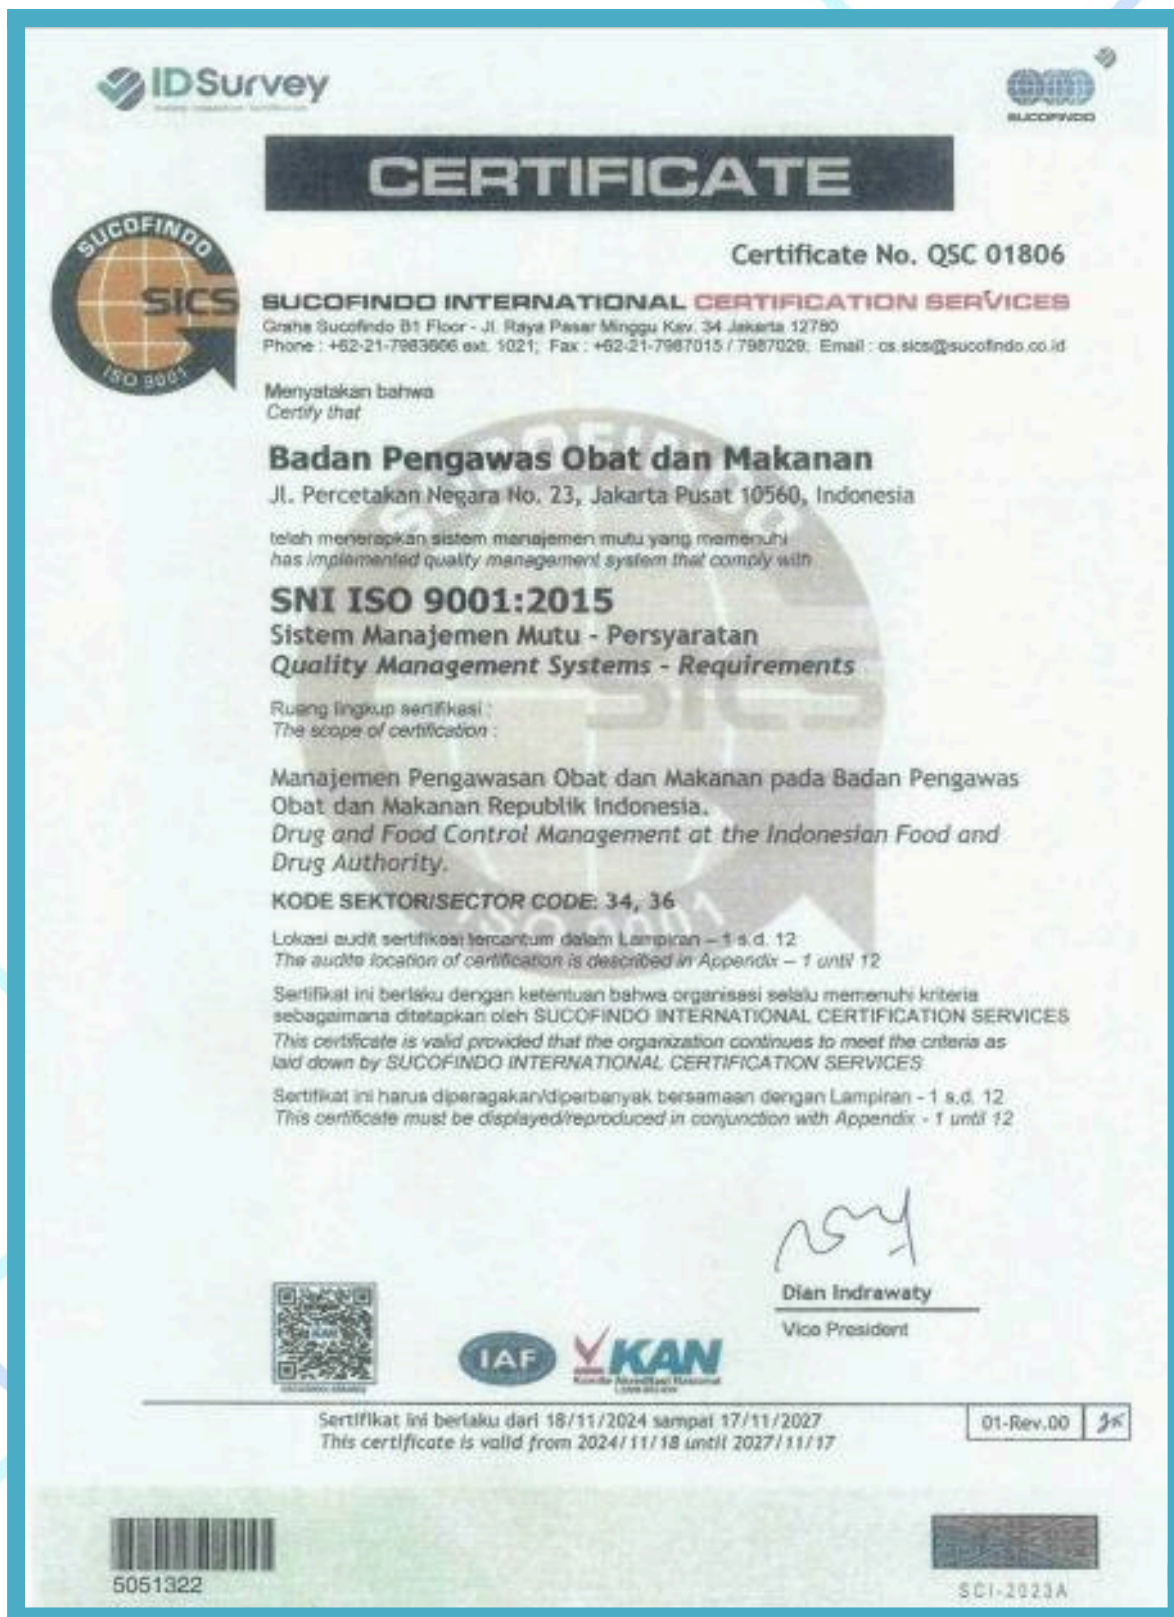 IDSurvey
SUCOFINDO
CERTIFICATE
SUCOFINDO
SICS
ISO 9001
Certificate No. QSC 01806
SUCOFINDO INTERNATIONAL CERTIFICATION SERVICES
Graha Sucofindo B1 Floor - Jl. Raya Pasar Minggu Kav. 34 Jakarta 12780
Phone : +62-21-7983666 ext. 1021; Fax : +62-21-7987015 / 7987029; Email : cs.sics@sucofindo.co.id
Menyatakan bahwa
Certify that
Badan Pengawas Obat dan Makanan
Jl. Percetakan Negara No. 23, Jakarta Pusat 10560, Indonesia
telah menerapkan sistem manajemen mutu yang memenuhi
has implemented quality management system that comply with
SNI ISO 9001:2015
Sistem Manajemen Mutu - Persyaratan
Quality Management Systems - Requirements
Ruang lingkup sertifikasi :
The scope of certification :
Manajemen Pengawasan Obat dan Makanan pada Badan Pengawas
Obat dan Makanan Republik Indonesia.
Drug and Food Control Management at the Indonesian Food and
Drug Authority.
KODE SEKTOR/SECTOR CODE: 34, 36
Lokasi audit sertifikasi tercantum dalam Lampiran – 1 s.d. 12
The audite location of certification is described in Appendix – 1 until 12
Sertifikat ini berlaku dengan ketentuan bahwa organisasi selalu memenuhi kriteria
sebagaimana ditetapkan oleh SUCOFINDO INTERNATIONAL CERTIFICATION SERVICES
This certificate is valid provided that the organization continues to meet the criteria as
laid down by SUCOFINDO INTERNATIONAL CERTIFICATION SERVICES
Sertifikat ini harus diperagakan/diperbanyak bersamaan dengan Lampiran - 1 s.d. 12
This certificate must be displayed/reproduced in conjunction with Appendix - 1 until 12
Dian Indrawaty
Vice President
IAF
KAN
Komite Akreditasi Nasional
Sertifikat ini berlaku dari 18/11/2024 sampai 17/11/2027
This certificate is valid from 2024/11/18 until 2027/11/17
01-Rev.00
5051322
SCI-2023A